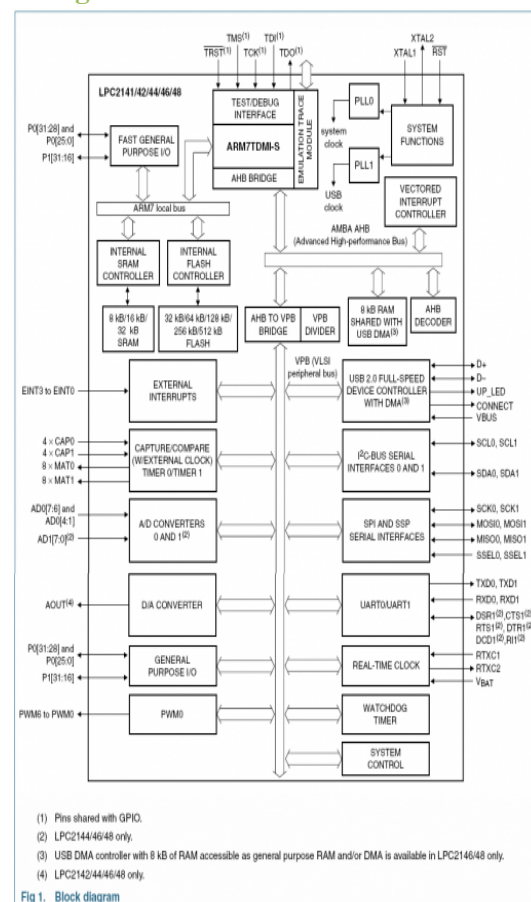 TMS(1) TDI(1)
TRST(1) TCK(1) TDO(1)
XTAL2
XTAL1 RST
LPC2141/42/44/46/48
TEST/DEBUG
INTERFACE
ARM7TDMI-S
AHB BRIDGE
EMULATION TRACE
MODULE
PLL0
system
clock
PLL1
USB
clock
SYSTEM
FUNCTIONS
VECTORED
INTERRUPT
CONTROLLER
P0[31:28] and
P0[25:0]
P1[31:16]
FAST GENERAL
PURPOSE I/O
ARM7 local bus
AMBA AHB
(Advanced High-performance Bus)
INTERNAL
SRAM
CONTROLLER
INTERNAL
FLASH
CONTROLLER
8 kB/16 kB/
32 kB
SRAM
32 kB/64 kB/128 kB/
256 kB/512 kB
FLASH
AHB TO VPB
BRIDGE
VPB
DIVIDER
8 kB RAM
SHARED WITH
USB DMA(3)
AHB
DECODER
VPB (VLSI
peripheral bus)
EINT3 to EINT0
EXTERNAL
INTERRUPTS
USB 2.0 FULL-SPEED
DEVICE CONTROLLER
WITH DMA(3)
D+
D−
UP_LED
CONNECT
VBUS
4 × CAP0
4 × CAP1
8 × MAT0
8 × MAT1
CAPTURE/COMPARE
(W/EXTERNAL CLOCK)
TIMER 0/TIMER 1
I2C-BUS SERIAL
INTERFACES 0 AND 1
SCL0, SCL1
SDA0, SDA1
AD0[7:6] and
AD0[4:1]
AD1[7:0](2)
A/D CONVERTERS
0 AND 1(2)
SPI AND SSP
SERIAL INTERFACES
SCK0, SCK1
MOSI0, MOSI1
MISO0, MISO1
SSEL0, SSEL1
AOUT(4)
D/A CONVERTER
UART0/UART1
TXD0, TXD1
RXD0, RXD1
DSR1(2),CTS1(2)
RTS1(2), DTR1(2
DCD1(2),RI1(2)
P0[31:28] and
P0[25:0]
P1[31:16]
GENERAL
PURPOSE I/O
REAL-TIME CLOCK
RTXC1
RTXC2
VBAT
PWM6 to PWM0
PWM0
WATCHDOG
TIMER
SYSTEM
CONTROL
(1) Pins shared with GPIO.
(2) LPC2144/46/48 only.
(3) USB DMA controller with 8 kB of RAM accessible as general purpose RAM and/or DMA is available in LPC2146/48 only.
(4) LPC2142/44/46/48 only.
Fig 1. Block diagram